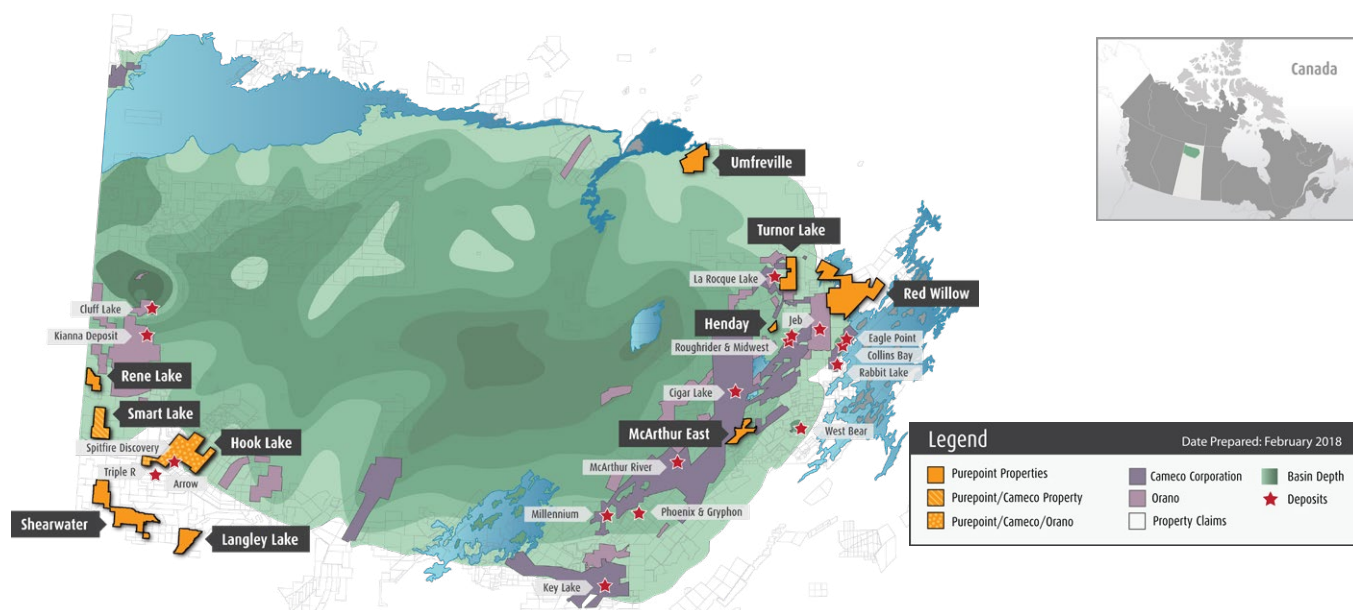 Canada
Umfreville
Turnor Lake
La Rocque Lake
Red Willow
Cluff Lake
Henday
Jeb
Kianna Deposit
Eagle Point
Roughrider & Midwest
Collins Bay
Rene Lake
Rabbit Lake
Cigar Lake
Smart Lake
Hook Lake
McArthur East
West Bear
Spitfire Discovery
McArthur River
Triple R
Arrow
Shearwater
Langley Lake
Millennium
Phoenix & Gryphon
Key Lake
Legend
Date Prepared: February 2018
Purepoint Properties
Purepoint/Cameco Property
Purepoint/Cameco/Orano
Cameco Corporation
Orano
Property Claims
Basin Depth
Deposits